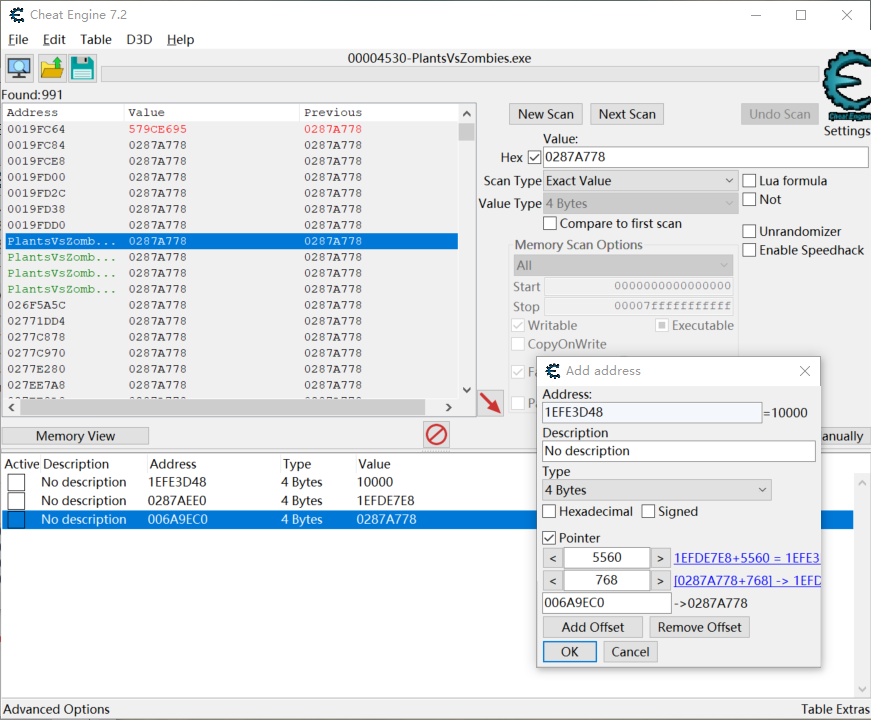 Cheat Engine 7.2
File Edit Table D3D Help
00004530-PlantsVsZombies.exe
Found:991
Address Value Previous
0019FC64 579CE695 0287A778
0019FC84 0287A778 0287A778
0019FCE8 0287A778 0287A778
0019FD00 0287A778 0287A778
0019FD2C 0287A778 0287A778
0019FD38 0287A778 0287A778
0019FDD0 0287A778 0287A778
PlantsVsZomb... 0287A778 0287A778
PlantsVsZomb... 0287A778 0287A778
PlantsVsZomb... 0287A778 0287A778
PlantsVsZomb... 0287A778 0287A778
026F5A5C 0287A778 0287A778
02771DD4 0287A778 0287A778
0277C878 0287A778 0287A778
0277C970 0287A778 0287A778
0277E280 0287A778 0287A778
027EE7A8 0287A778 0287A778
New Scan Next Scan Undo Scan
Cheat Engine
Settings
Value:
Hex 0287A778
Scan Type Exact Value
Lua formula
Not
Value Type 4 Bytes
Compare to first scan
Unrandomizer
Enable Speedhack
Memory Scan Options
All
Start 0000000000000000
Stop 00007fffffffffff
Writable Executable
CopyOnWrite
Memory View
anually
Active Description Address Type Value
No description 1EFE3D48 4 Bytes 10000
No description 0287AEE0 4 Bytes 1EFDE7E8
No description 006A9EC0 4 Bytes 0287A778
Add address
Address:
1EFE3D48 =10000
Description
No description
Type
4 Bytes
Hexadecimal Signed
Pointer
< 5560 > 1EFDE7E8+5560 = 1EFE3
< 768 > [0287A778+768] -> 1EFD
006A9EC0 ->0287A778
Add Offset Remove Offset
OK Cancel
Advanced Options
Table Extras